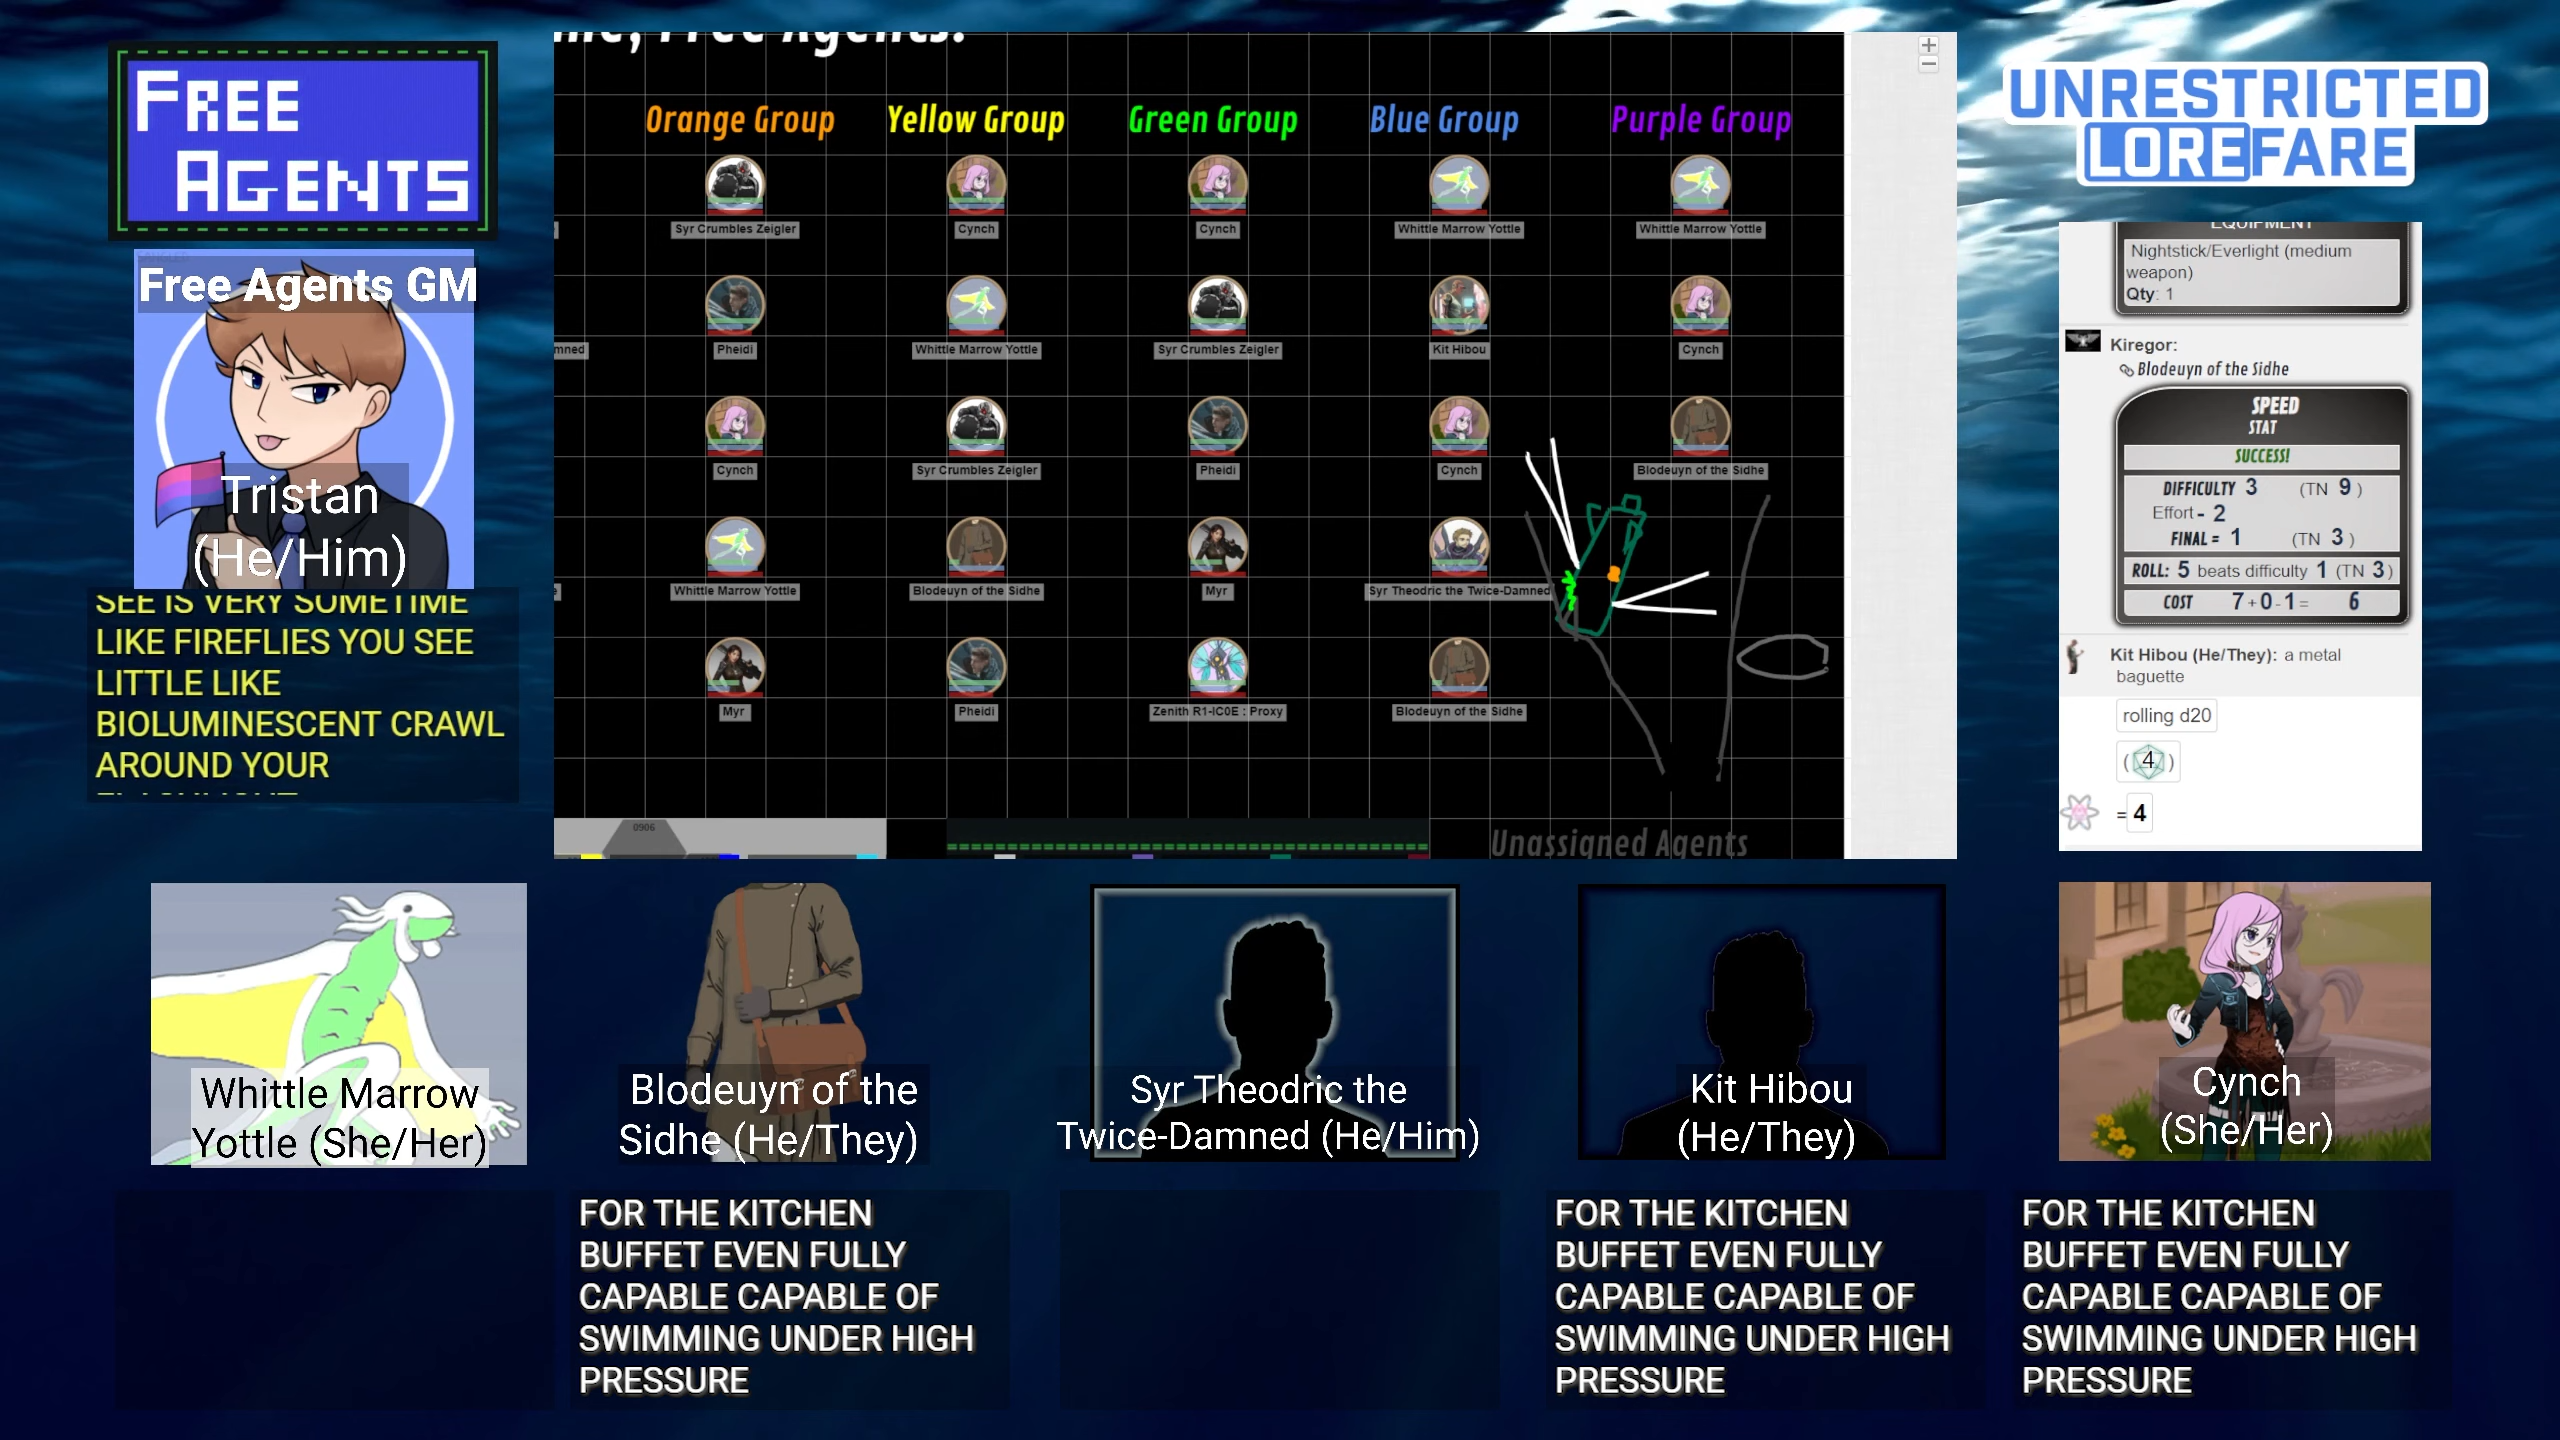 FREE
AGENTS
Free Agents GM
Tristan
(He/Him)
SEE IS VERY SOMETIME
LIKE FIREFLIES YOU SEE
LITTLE LIKE
BIOLUMINESCENT CRAWL
AROUND YOUR
me, Free Agents!
Orange Group
Yellow Group
Green Group
Blue Group
Purple Group
Syr Crumbles Zeigler
Cynch
Cynch
Whittle Marrow Yottle
Whittle Marrow Yottle
mned
Pheidi
Whittle Marrow Yottle
Syr Crumbles Zeigler
Kit Hibou
Cynch
Cynch
Syr Crumbles Zeigler
Pheidi
Cynch
Blodeuyn of the Sidhe
Whittle Marrow Yottle
Blodeuyn of the Sidhe
Myr
Syr Theodric the Twice-Damned
Myr
Pheidi
Zenith R1-IC0E : Proxy
Blodeuyn of the Sidhe
0906
Unassigned Agents
UNRESTRICTED
LOREFARE
EQUIPMENT
Nightstick/Everlight (medium
weapon)
Qty: 1
Kiregor:
Blodeuyn of the Sidhe
SPEED
STAT
SUCCESS!
DIFFICULTY 3 (TN 9 )
Effort - 2
FINAL = 1 (TN 3 )
ROLL: 5 beats difficulty 1 (TN 3 )
COST 7+0-1= 6
Kit Hibou (He/They): a metal
baguette
rolling d20
(4)
=4
Whittle Marrow
Yottle (She/Her)
Blodeuyn of the
Sidhe (He/They)
Syr Theodric the
Twice-Damned (He/Him)
Kit Hibou
(He/They)
Cynch
(She/Her)
FOR THE KITCHEN
BUFFET EVEN FULLY
CAPABLE CAPABLE OF
SWIMMING UNDER HIGH
PRESSURE
FOR THE KITCHEN
BUFFET EVEN FULLY
CAPABLE CAPABLE OF
SWIMMING UNDER HIGH
PRESSURE
FOR THE KITCHEN
BUFFET EVEN FULLY
CAPABLE CAPABLE OF
SWIMMING UNDER HIGH
PRESSURE